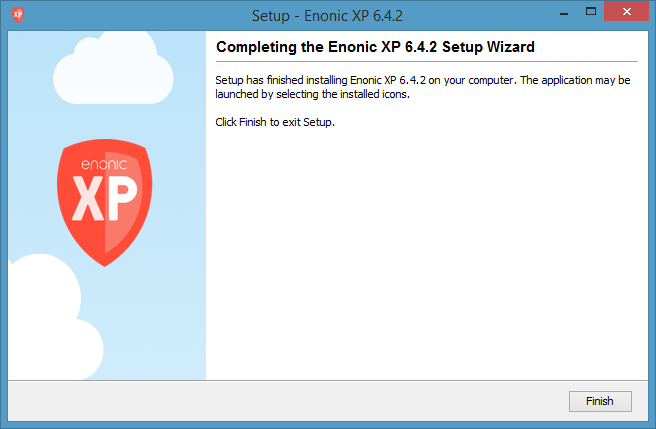 XP
Setup - Enonic XP 6.4.2
Completing the Enonic XP 6.4.2 Setup Wizard
Setup has finished installing Enonic XP 6.4.2 on your computer. The application may be
launched by selecting the installed icons.
Click Finish to exit Setup.
enonic
XP
Finish